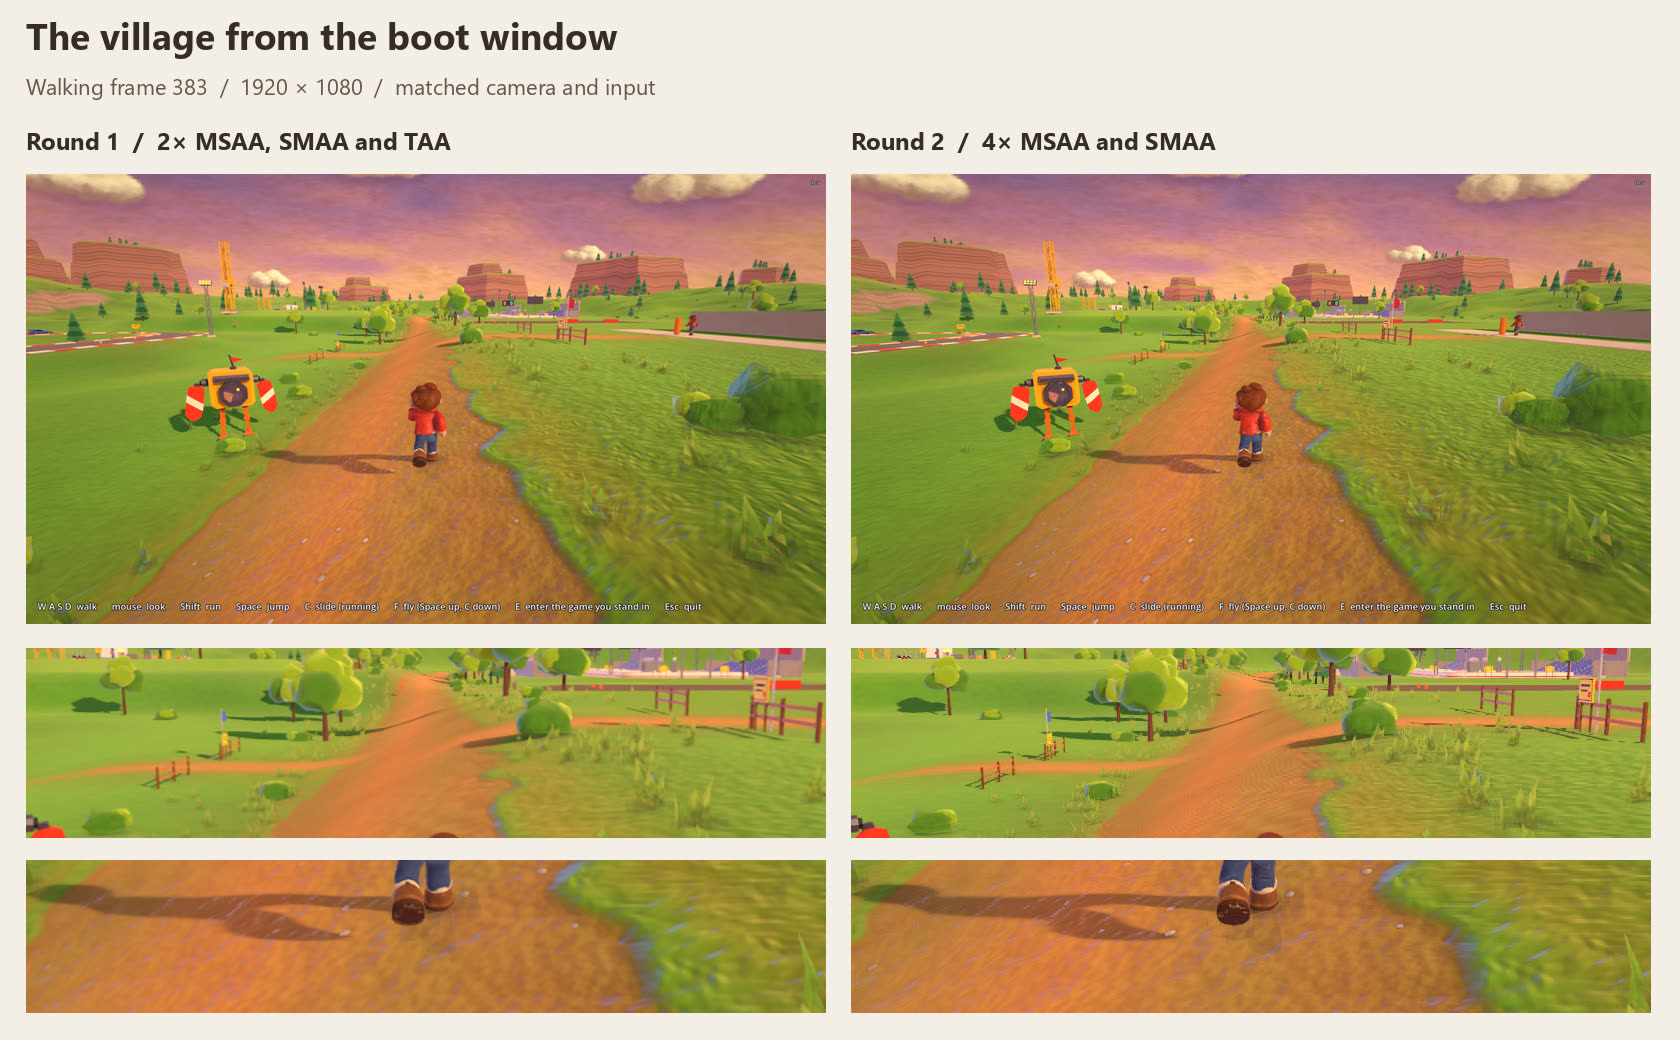 The village from the boot window
Walking frame 383 / 1920 × 1080 / matched camera and input
Round 1 / 2× MSAA, SMAA and TAA
Round 2 / 4× MSAA and SMAA
dev
dev
W A S D walk mouse look Shift run Space jump C slide (running) F fly (Space up, C down) E enter the game you stand in Esc quit
W A S D walk mouse look Shift run Space jump C slide (running) F fly (Space up, C down) E enter the game you stand in Esc quit